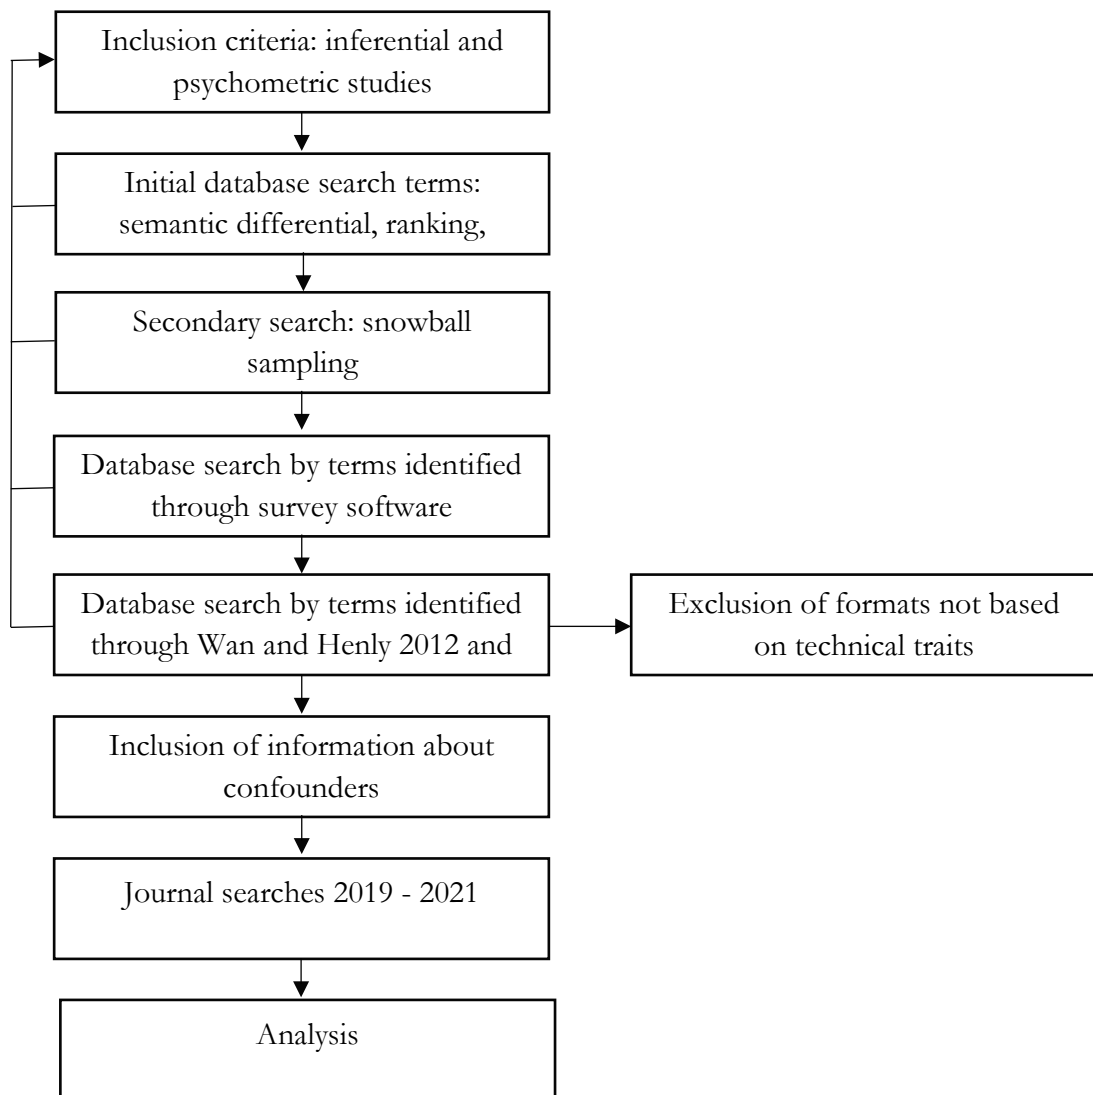 Inclusion criteria: inferential and
psychometric studies
Initial database search terms:
semantic differential, ranking,
Secondary search: snowball
sampling
Database search by terms identified
through survey software
Database search by terms identified
through Wan and Henly 2012 and
Exclusion of formats not based
on technical traits
Inclusion of information about
confounders
Journal searches 2019 - 2021
Analysis